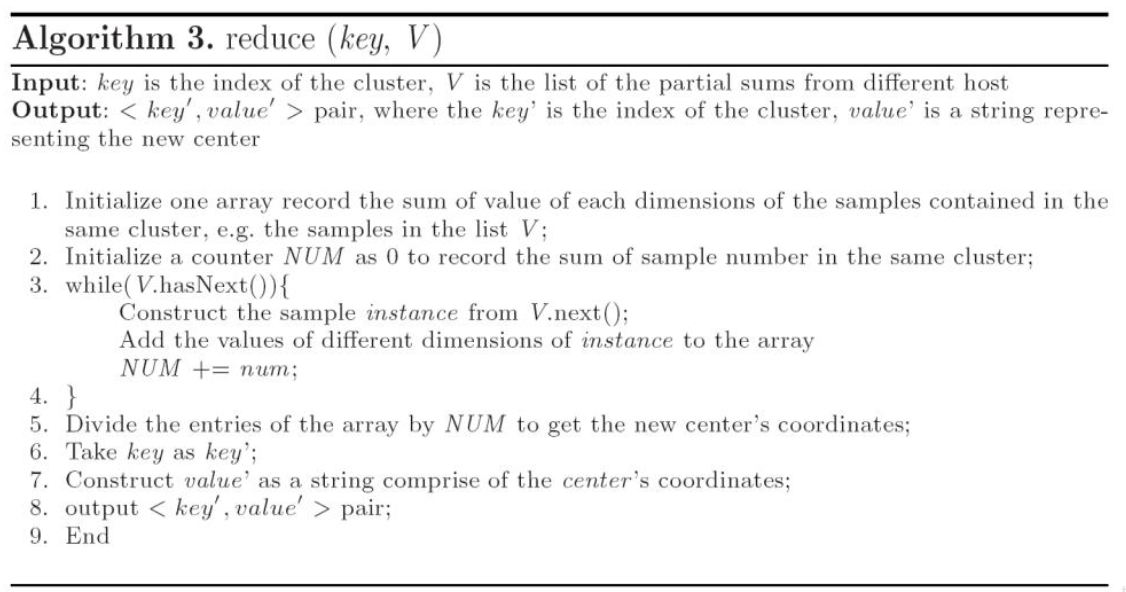 Algorithm 3. reduce (key, V)
Input: key is the index of the cluster, V is the list of the partial sums from different host
Output: < key′, value′ > pair, where the key’ is the index of the cluster, value’ is a string repre-
senting the new center
1. Initialize one array record the sum of value of each dimensions of the samples contained in the
same cluster, e.g. the samples in the list V;
2. Initialize a counter NUM as 0 to record the sum of sample number in the same cluster;
3. while(V.hasNext()){
Construct the sample instance from V.next();
Add the values of different dimensions of instance to the array
NUM += num;
4. }
5. Divide the entries of the array by NUM to get the new center’s coordinates;
6. Take key as key’;
7. Construct value’ as a string comprise of the center’s coordinates;
8. output < key′, value′ > pair;
9. End